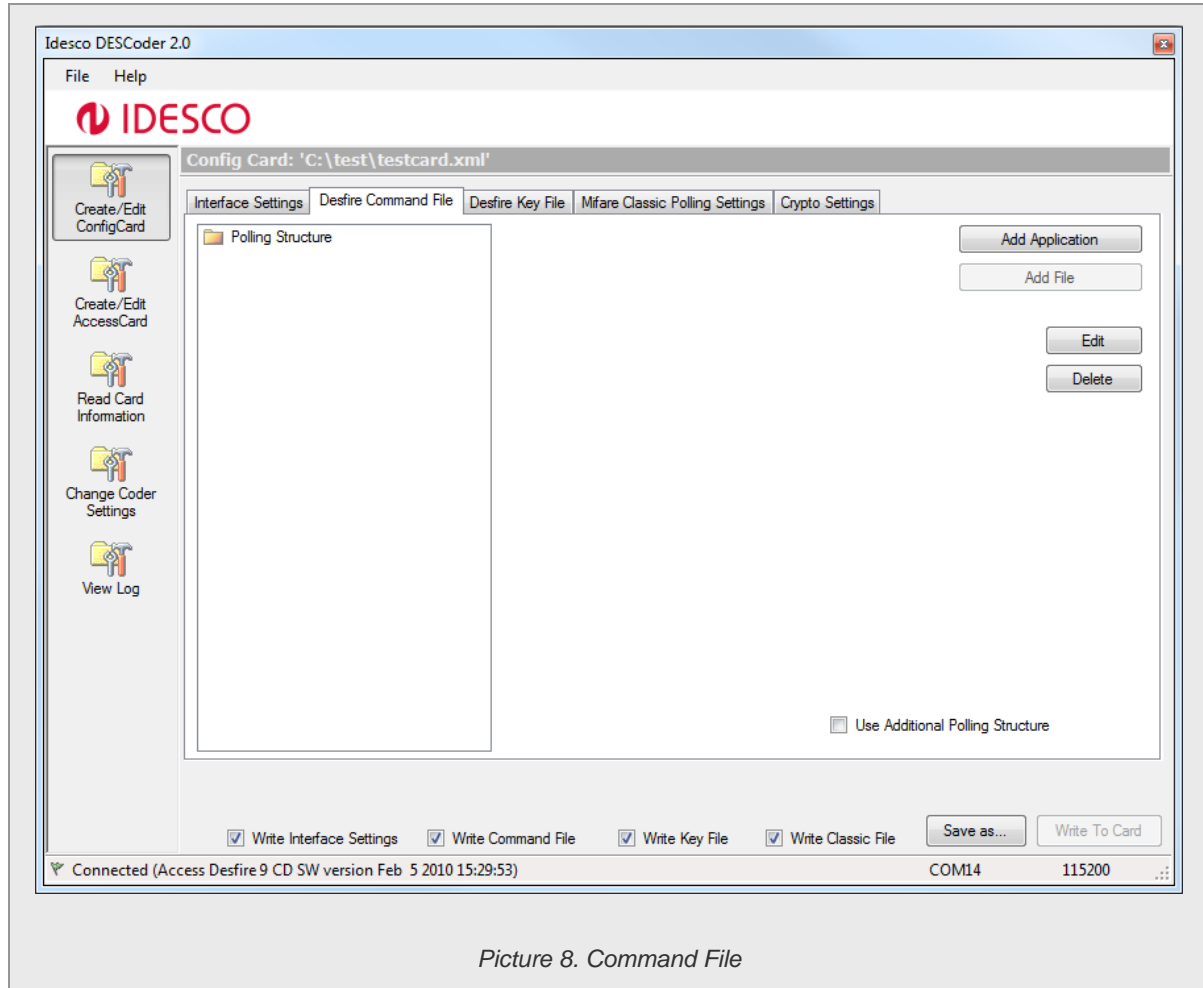 Idesco DESCoder 2.0
File Help
IDESCO
Config Card: 'C:\test\testcard.xml'
Create/Edit
ConfigCard
Create/Edit
AccessCard
Read Card
Information
Change Coder
Settings
View Log
Interface Settings Desfire Command File Desfire Key File Mifare Classic Polling Settings Crypto Settings
Polling Structure
Add Application
Add File
Edit
Delete
Use Additional Polling Structure
Write Interface Settings Write Command File Write Key File Write Classic File Save as... Write To Card
Connected (Access Desfire 9 CD SW version Feb 5 2010 15:29:53) COM14 115200
Picture 8. Command File